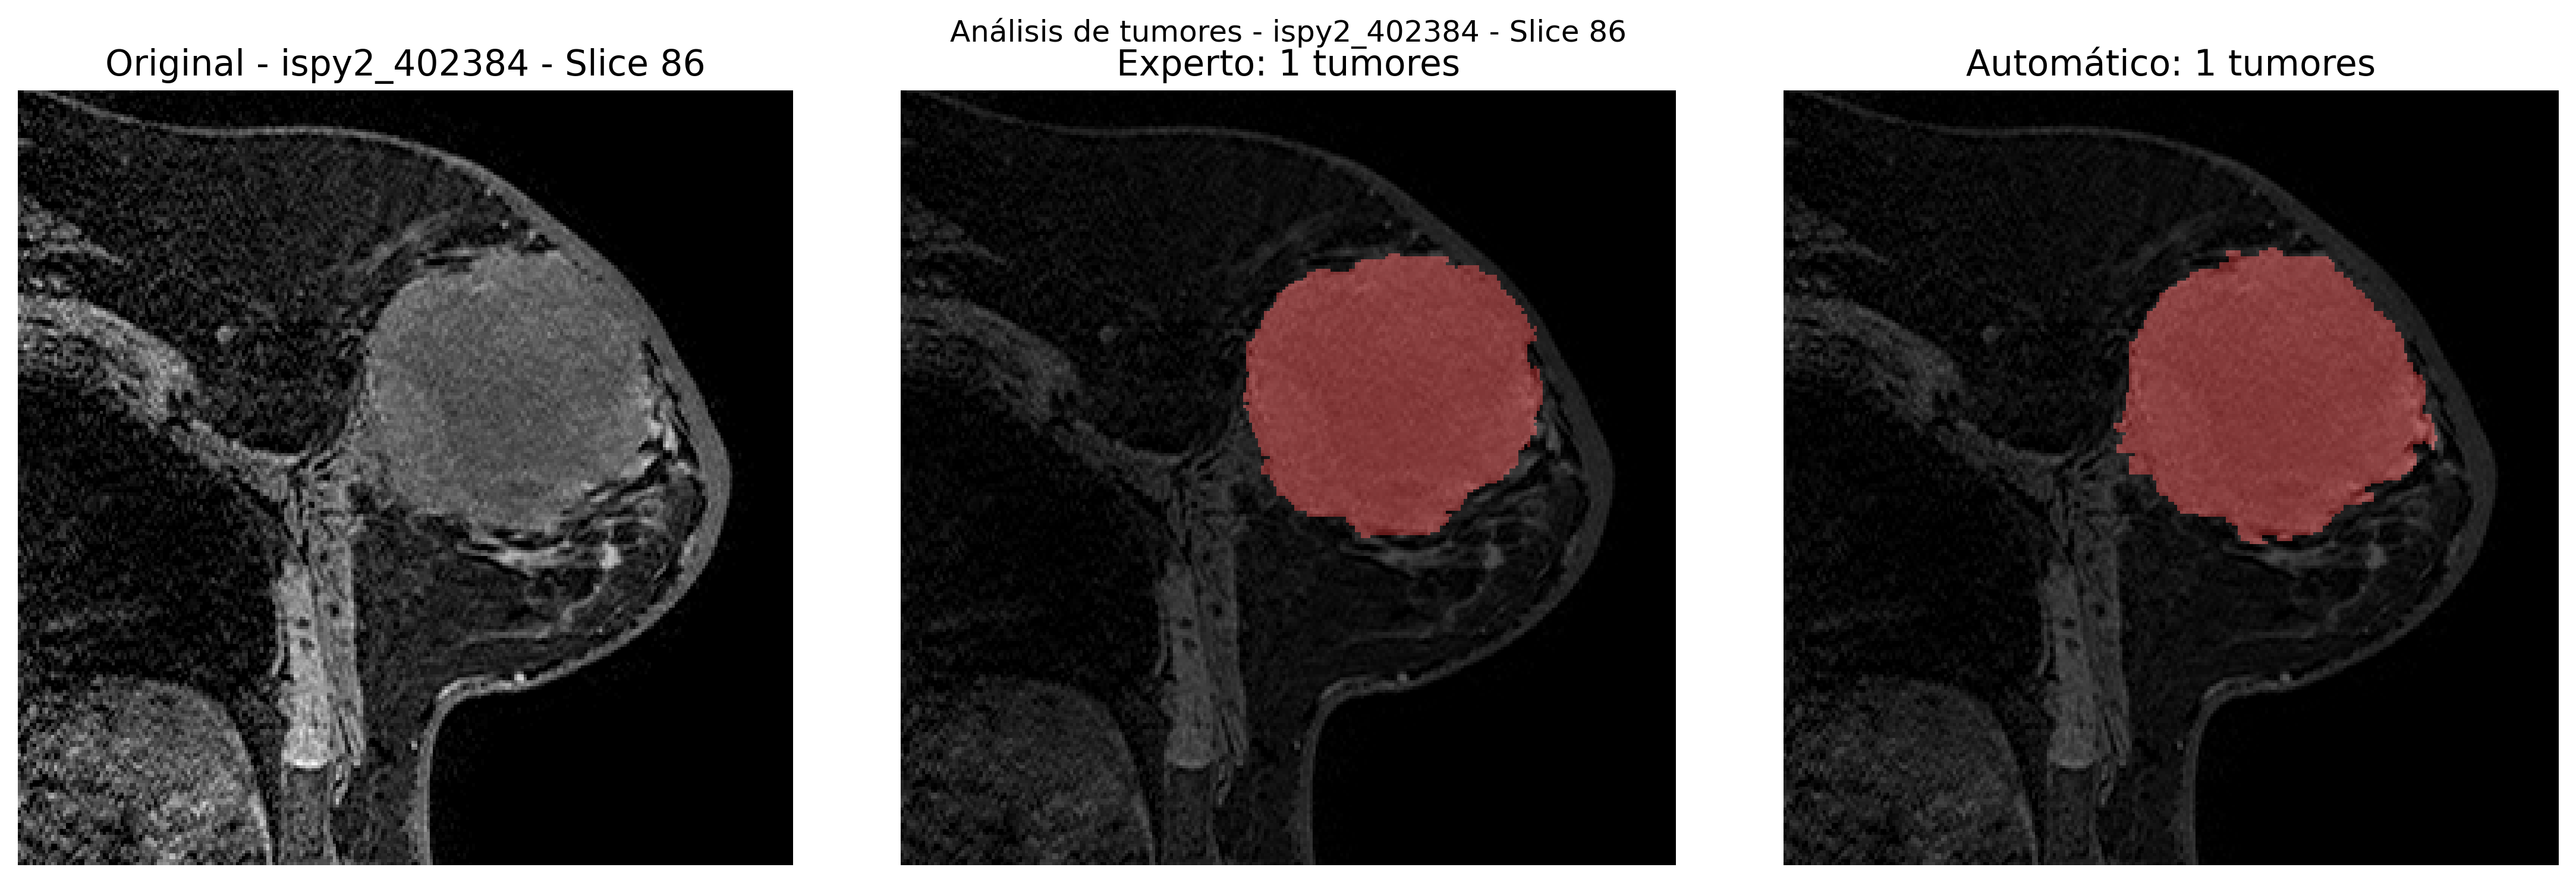 Análisis de tumores - ispy2_402384 - Slice 86
Original - ispy2_402384 - Slice 86
Experto: 1 tumores
Automático: 1 tumores